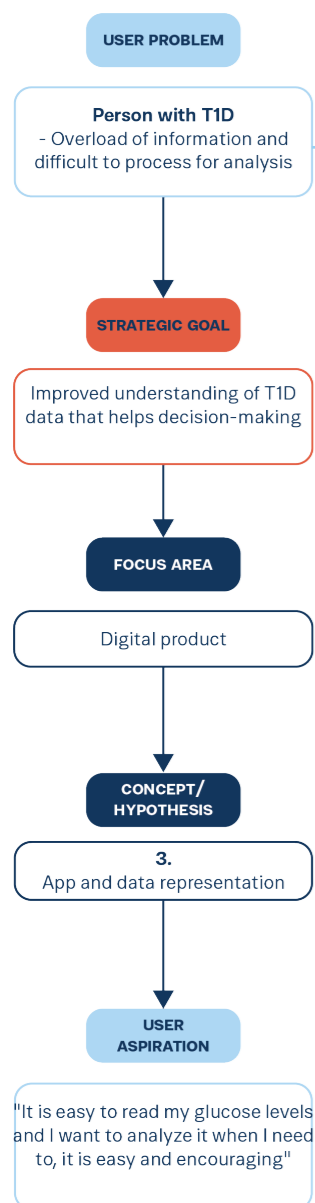 USER PROBLEM
Person with T1D
- Overload of information and
difficult to process for analysis
STRATEGIC GOAL
Improved understanding of T1D
data that helps decision-making
FOCUS AREA
Digital product
CONCEPT/
HYPOTHESIS
3.
App and data representation
USER
ASPIRATION
"It is easy to read my glucose levels
and I want to analyze it when I need
to, it is easy and encouraging"